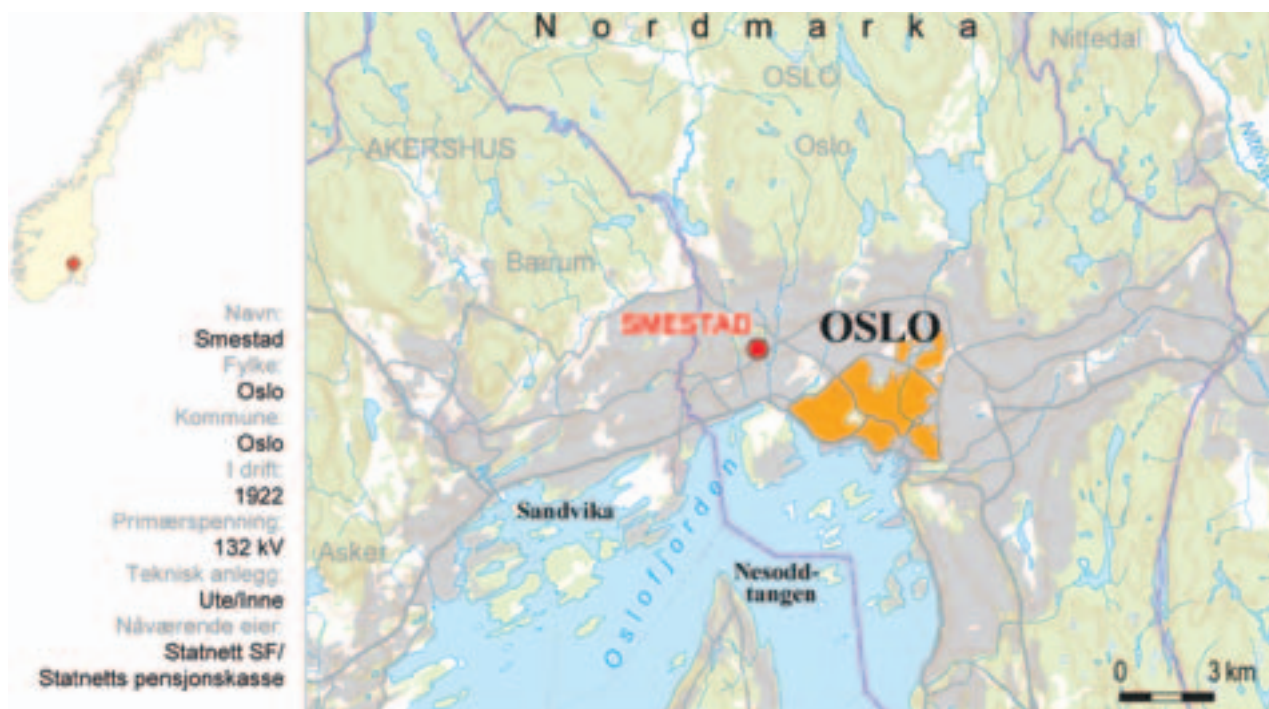 Navn:
Smestad
Fylke:
Oslo
Kommune:
Oslo
I drift:
1922
Primærspenning:
132 kV
Teknisk anlegg:
Ute/Inne
Nåværende eier:
Statnett SF/
Statnetts pensjonskasse
Nordmarka
Nittedal
OSLO
AKERSHUS
Oslo
Bærum
SMESTAD
OSLO
Sandvika
Asker
Oslofjorden
Nesodd-
tangen
0 3 km